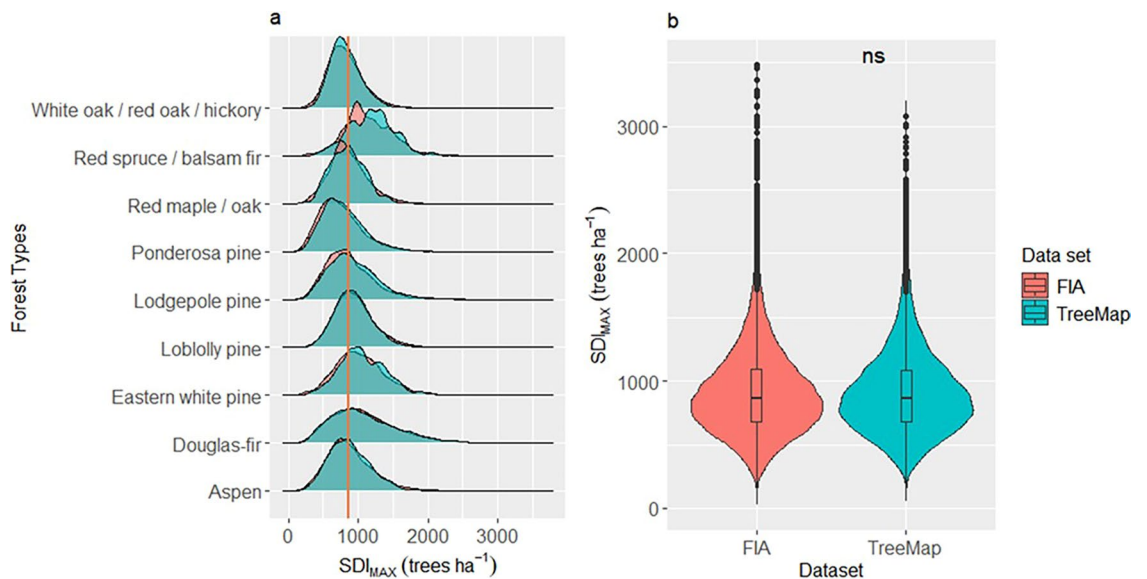 a
Forest Types
White oak / red oak / hickory
Red spruce / balsam fir
Red maple / oak
Ponderosa pine
Lodgepole pine
Loblolly pine
Eastern white pine
Douglas-fir
Aspen
0 1000 2000 3000
SDI_MAX (trees ha⁻¹)
b
ns
SDI_MAX (trees ha⁻¹)
3000
2000
1000
0
FIA TreeMap
Dataset
Data set
FIA
TreeMap